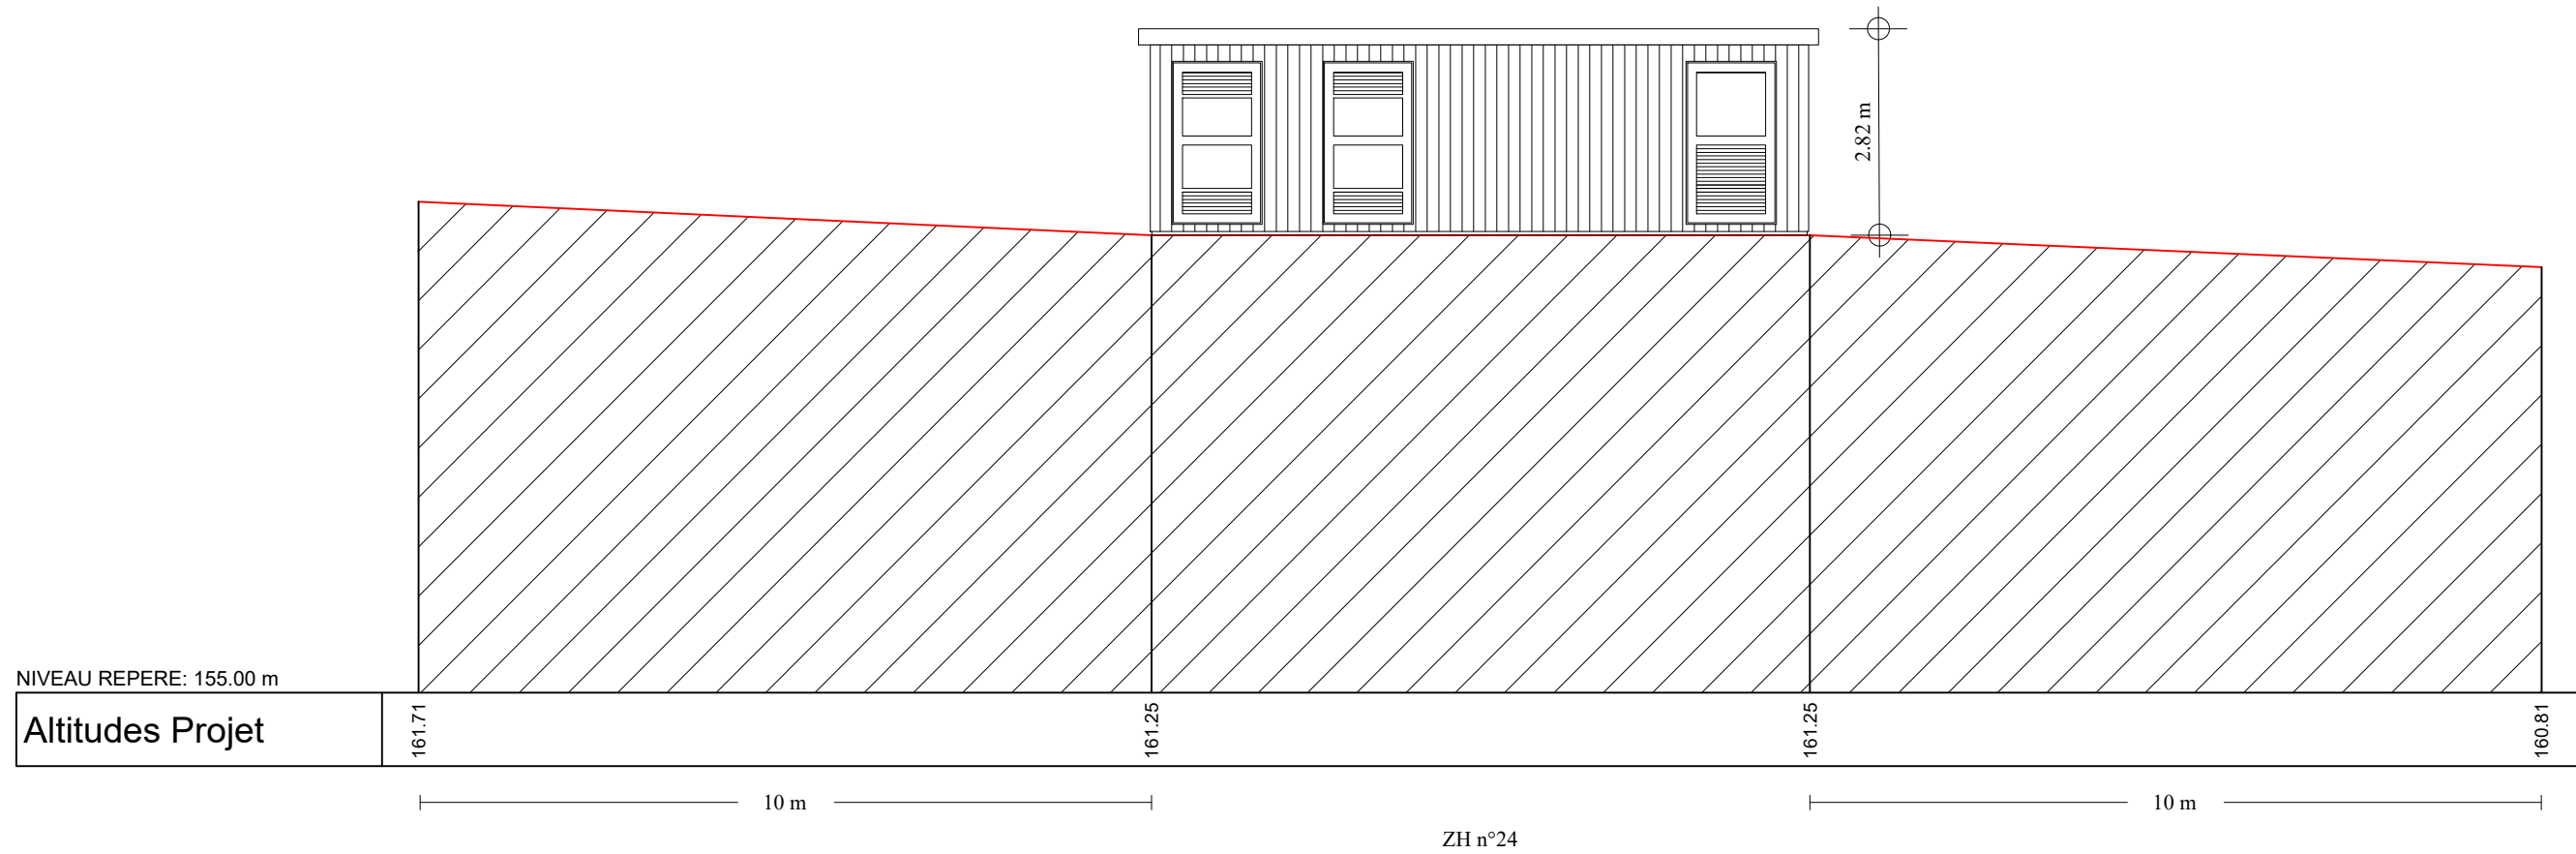 2.82 m
NIVEAU REPERE: 155.00 m
Altitudes Projet
161.71
161.25
161.25
160.81
10 m
10 m
ZH n°24